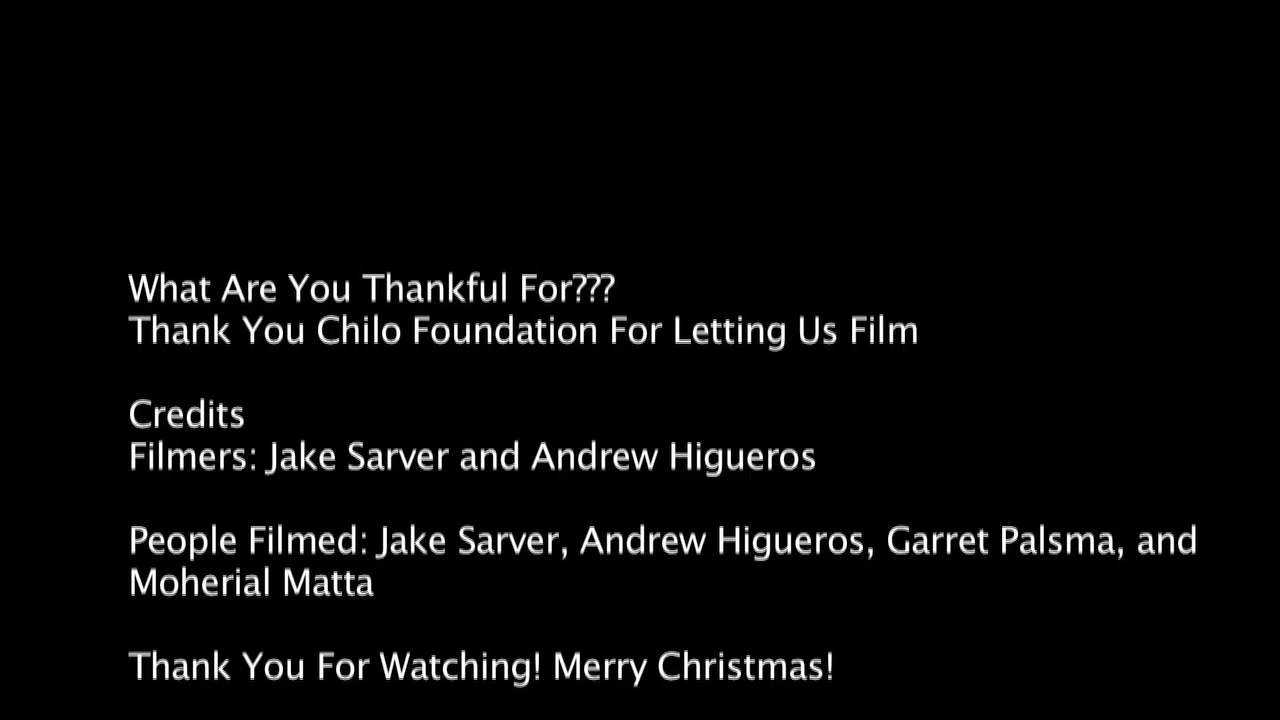 What Are You Thankful For???
Thank You Chilo Foundation For Letting Us Film
Credits
Filmers: Jake Sarver and Andrew Higueros
People Filmed: Jake Sarver, Andrew Higueros, Garret Palsma, and
Moherial Matta
Thank You For Watching! Merry Christmas!